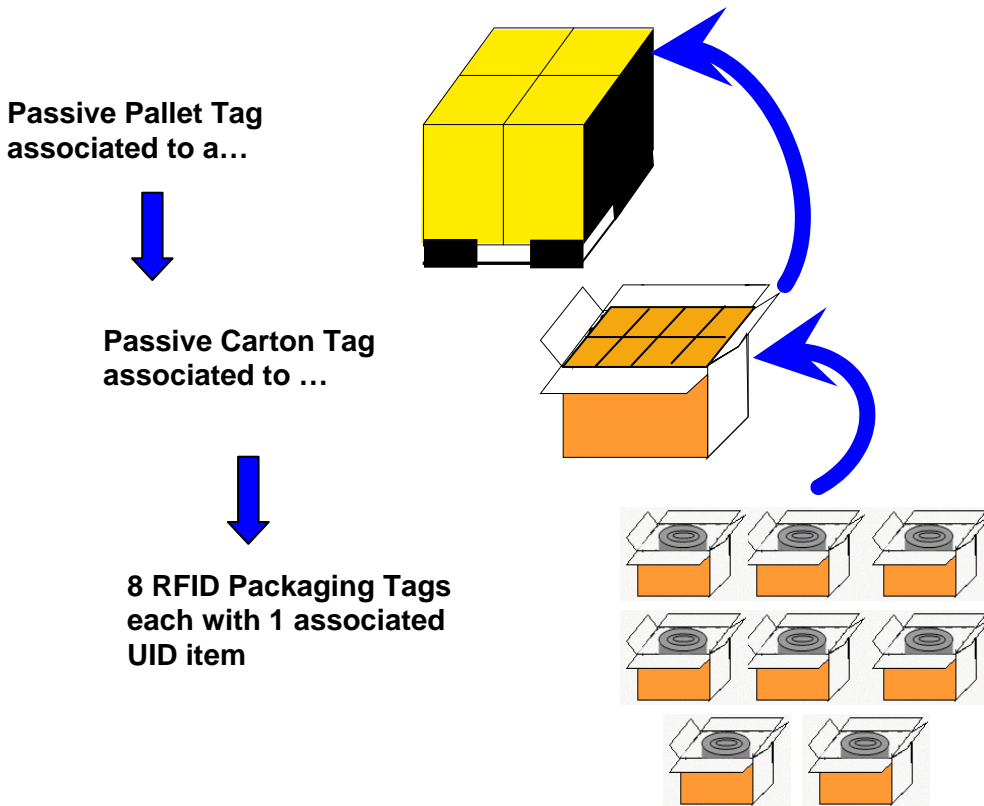 Passive Pallet Tag
associated to a…
Passive Carton Tag
associated to …
8 RFID Packaging Tags
each with 1 associated
UID item